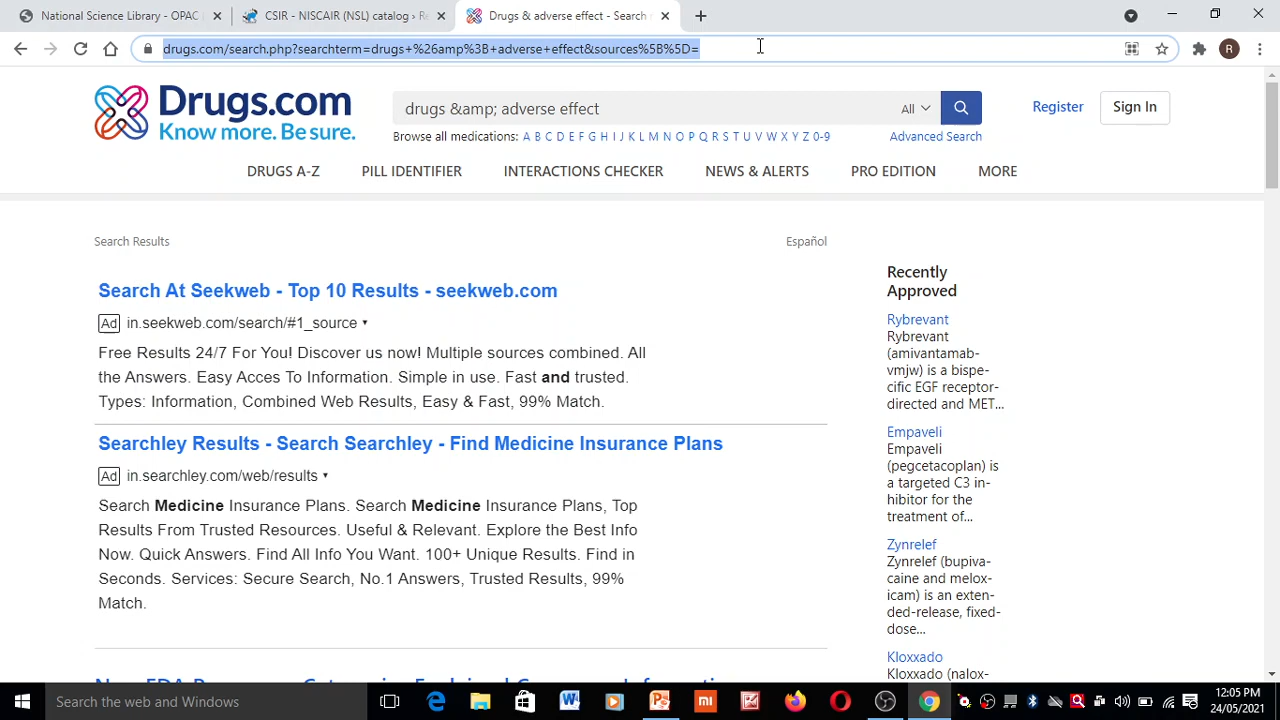 National Science Library - OPAC
CSIR - NISCAIR (NSL) catalog › R
Drugs & adverse effect - Search r
drugs.com/search.php?searchterm=drugs+%26amp%3B+adverse+effect&sources%5B%5D=
R
Drugs.com
Know more. Be sure.
drugs &amp; adverse effect
All
Register
Sign In
Browse all medications: A B C D E F G H I J K L M N O P Q R S T U V W X Y Z 0-9
Advanced Search
DRUGS A-Z PILL IDENTIFIER INTERACTIONS CHECKER NEWS & ALERTS PRO EDITION MORE
Search Results
Español
Search At Seekweb - Top 10 Results - seekweb.com
Ad in.seekweb.com/search/#1_source
Free Results 24/7 For You! Discover us now! Multiple sources combined. All
the Answers. Easy Acces To Information. Simple in use. Fast and trusted.
Types: Information, Combined Web Results, Easy & Fast, 99% Match.
Searchley Results - Search Searchley - Find Medicine Insurance Plans
Ad in.searchley.com/web/results
Search Medicine Insurance Plans. Search Medicine Insurance Plans, Top
Results From Trusted Resources. Useful & Relevant. Explore the Best Info
Now. Quick Answers. Find All Info You Want. 100+ Unique Results. Find in
Seconds. Services: Secure Search, No.1 Answers, Trusted Results, 99%
Match.
Recently
Approved
Rybrevant
Rybrevant
(amivantamab-
vmjw) is a bispe-
cific EGF receptor-
directed and MET...
Empaveli
Empaveli
(pegcetacoplan) is
a targeted C3 in-
hibitor for the
treatment of...
Zynrelef
Zynrelef (bupiva-
caine and melox-
icam) is an exten-
ded-release, fixed-
dose...
Kloxxado
Kloxxado (nalox-
Search the web and Windows
12:05 PM
24/05/2021